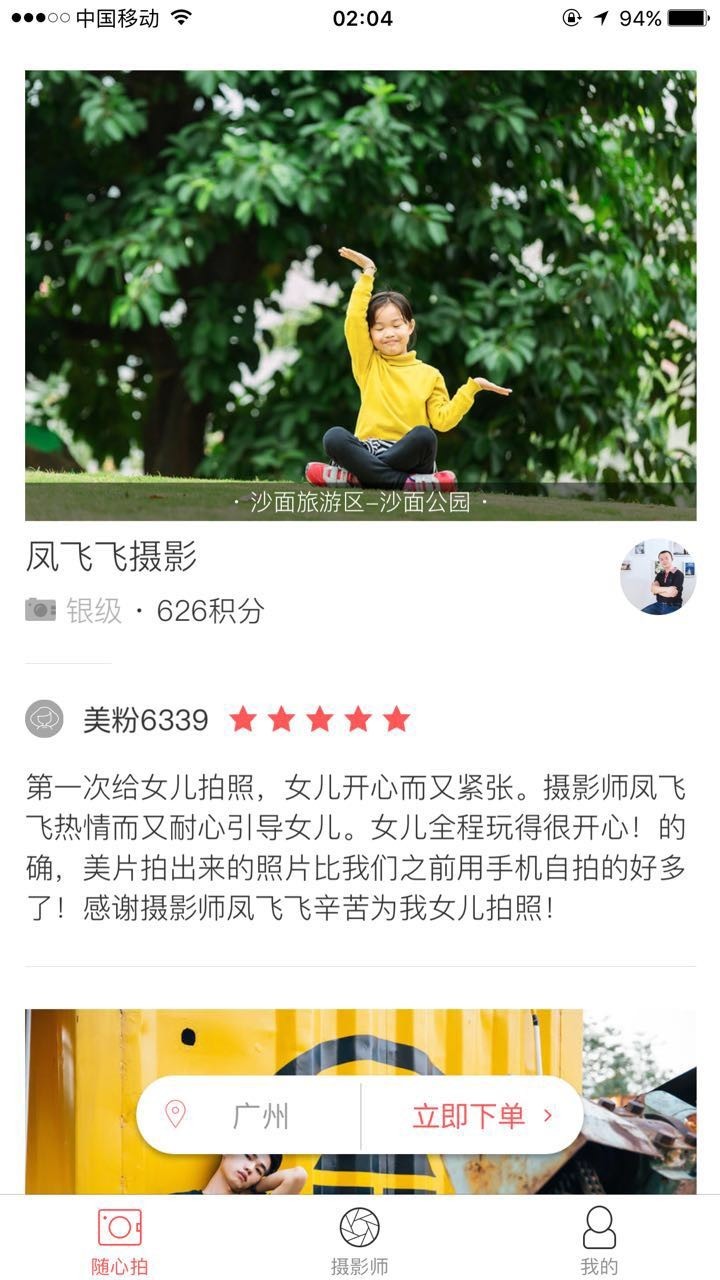 中国移动 02:04 94%
· 沙面旅游区-沙面公园 ·
凤飞飞摄影
银级 · 626积分
美粉6339
第一次给女儿拍照，女儿开心而又紧张。摄影师凤飞
飞热情而又耐心引导女儿。女儿全程玩得很开心！的
确，美片拍出来的照片比我们之前用手机自拍的好多
了！感谢摄影师凤飞飞辛苦为我女儿拍照！
广州 立即下单
随心拍 摄影师 我的